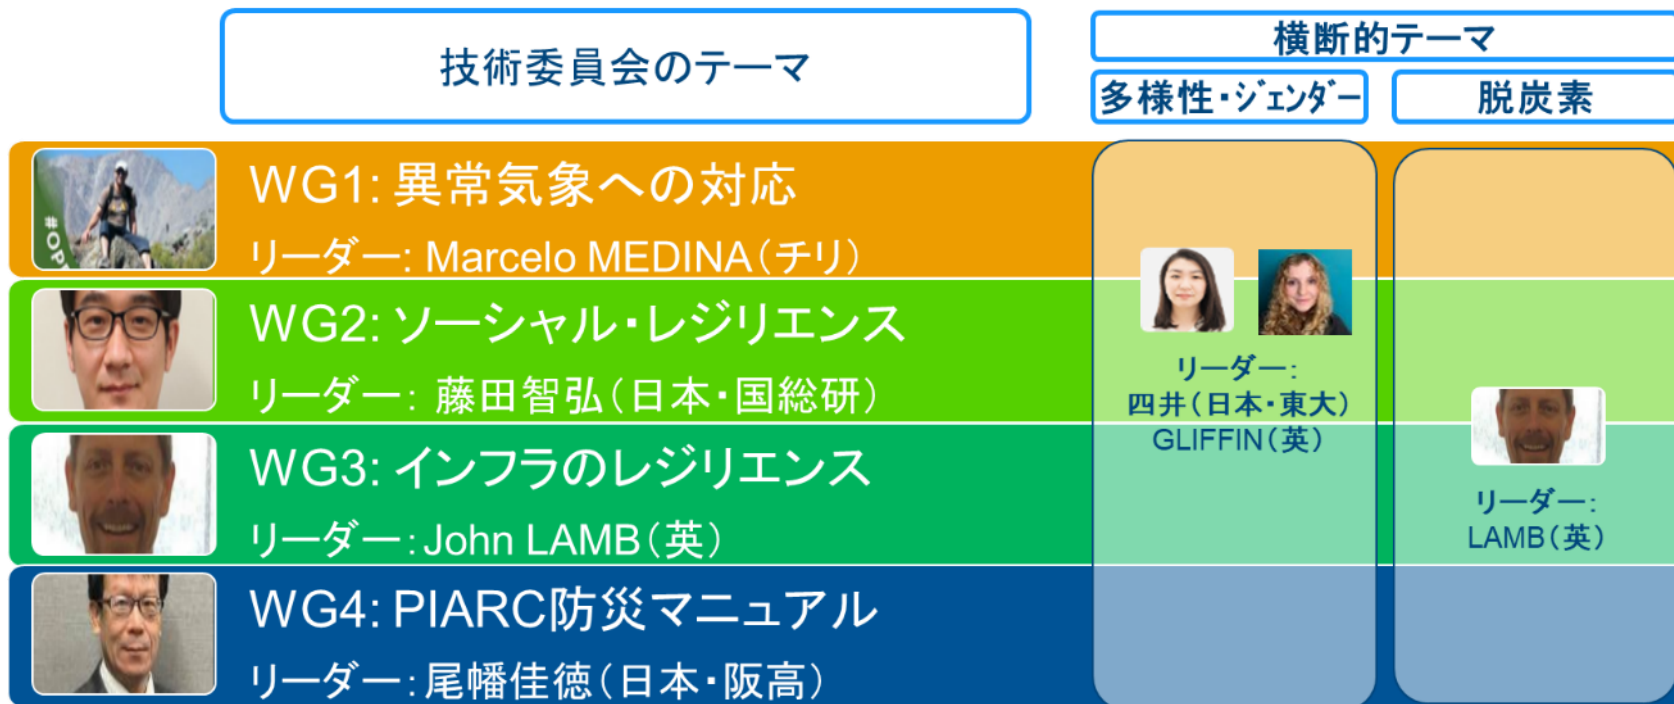 技術委員会のテーマ
横断的テーマ
多様性・ジェンダー
脱炭素
WG1: 異常気象への対応
リーダー: Marcelo MEDINA（チリ）
WG2: ソーシャル・レジリエンス
リーダー: 藤田智弘（日本・国総研）
WG3: インフラのレジリエンス
リーダー:John LAMB（英）
WG4: PIARC防災マニュアル
リーダー:尾幡佳徳（日本・阪高）
リーダー:
四井（日本・東大）
GLIFFIN（英）
リーダー:
LAMB（英）
#OP